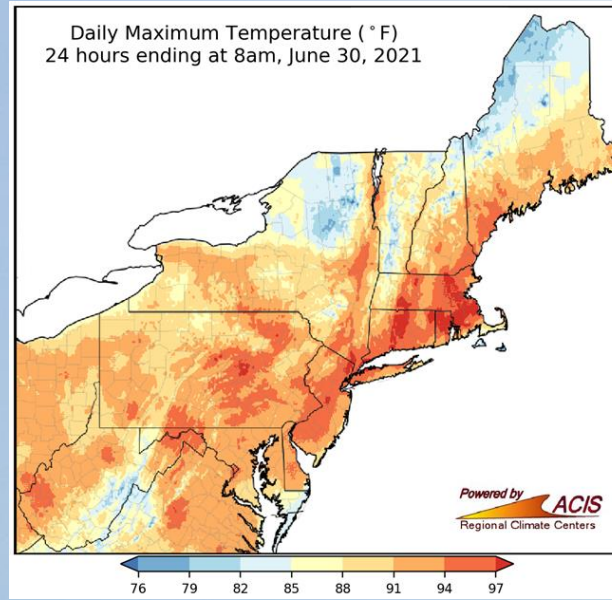 Daily Maximum Temperature (°F)
24 hours ending at 8am, June 30, 2021
Powered by
ACIS
Regional Climate Centers
76 79 82 85 88 91 94 97